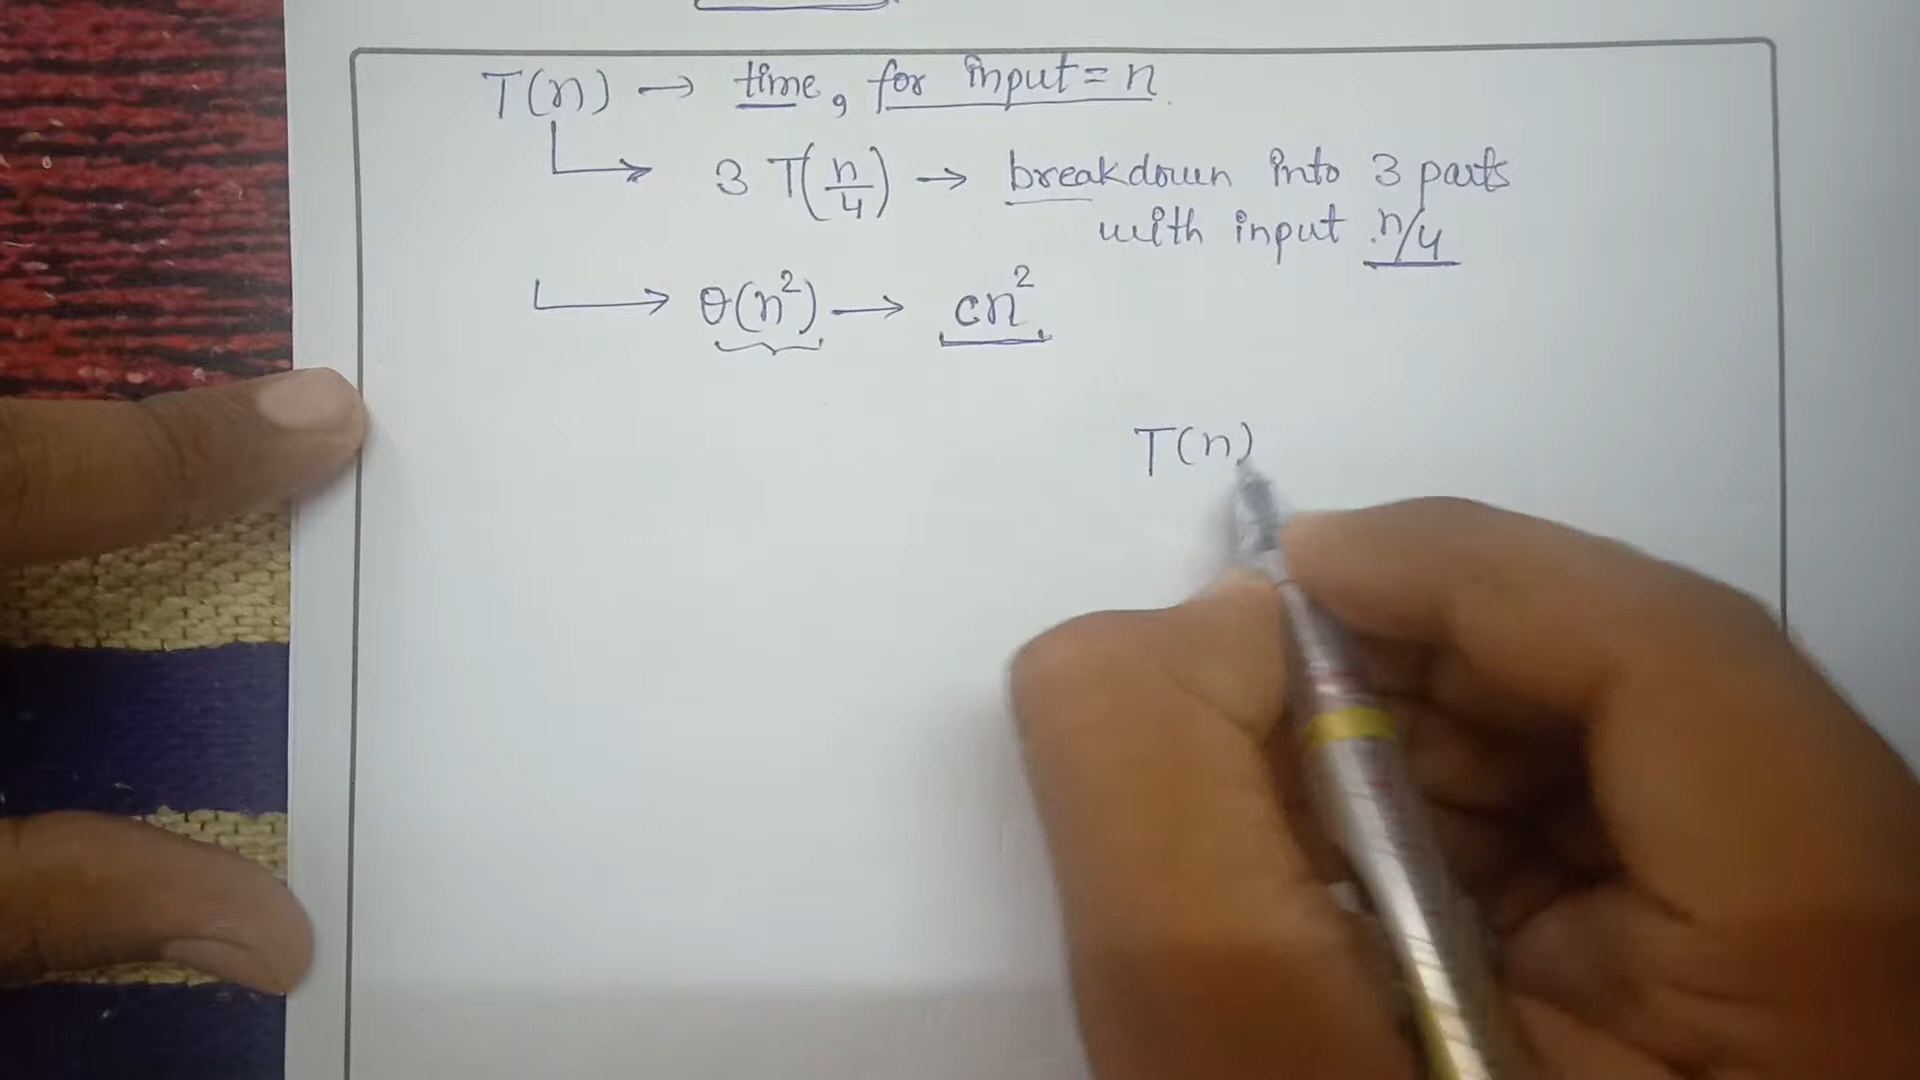 T(n) → time, for input = n
3 T(n/4) → breakdown into 3 parts
with input n/4
θ(n²) → cn²
T(n)